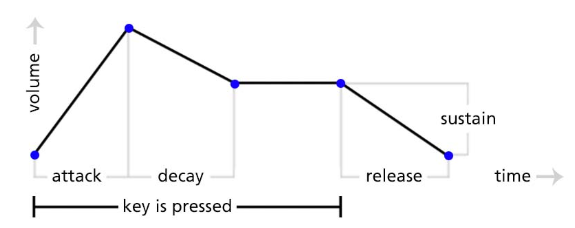 volume
sustain
attack
decay
release
time
key is pressed